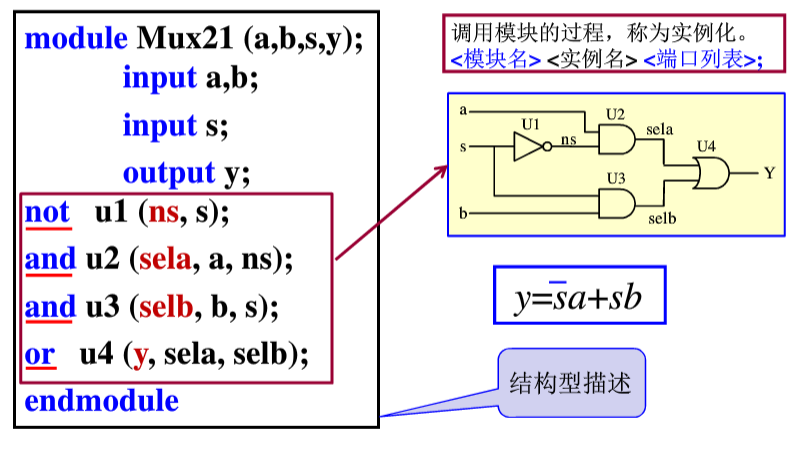 module Mux21 (a,b,s,y);
input a,b;
input s;
output y;
not u1 (ns, s);
and u2 (sela, a, ns);
and u3 (selb, b, s);
or u4 (y, sela, selb);
endmodule
调用模块的过程，称为实例化。
<模块名> <实例名> <端口列表>;
a
U2
U1
sela
s
ns
U4
Y
U3
b
selb
y=s̅a+sb
结构型描述